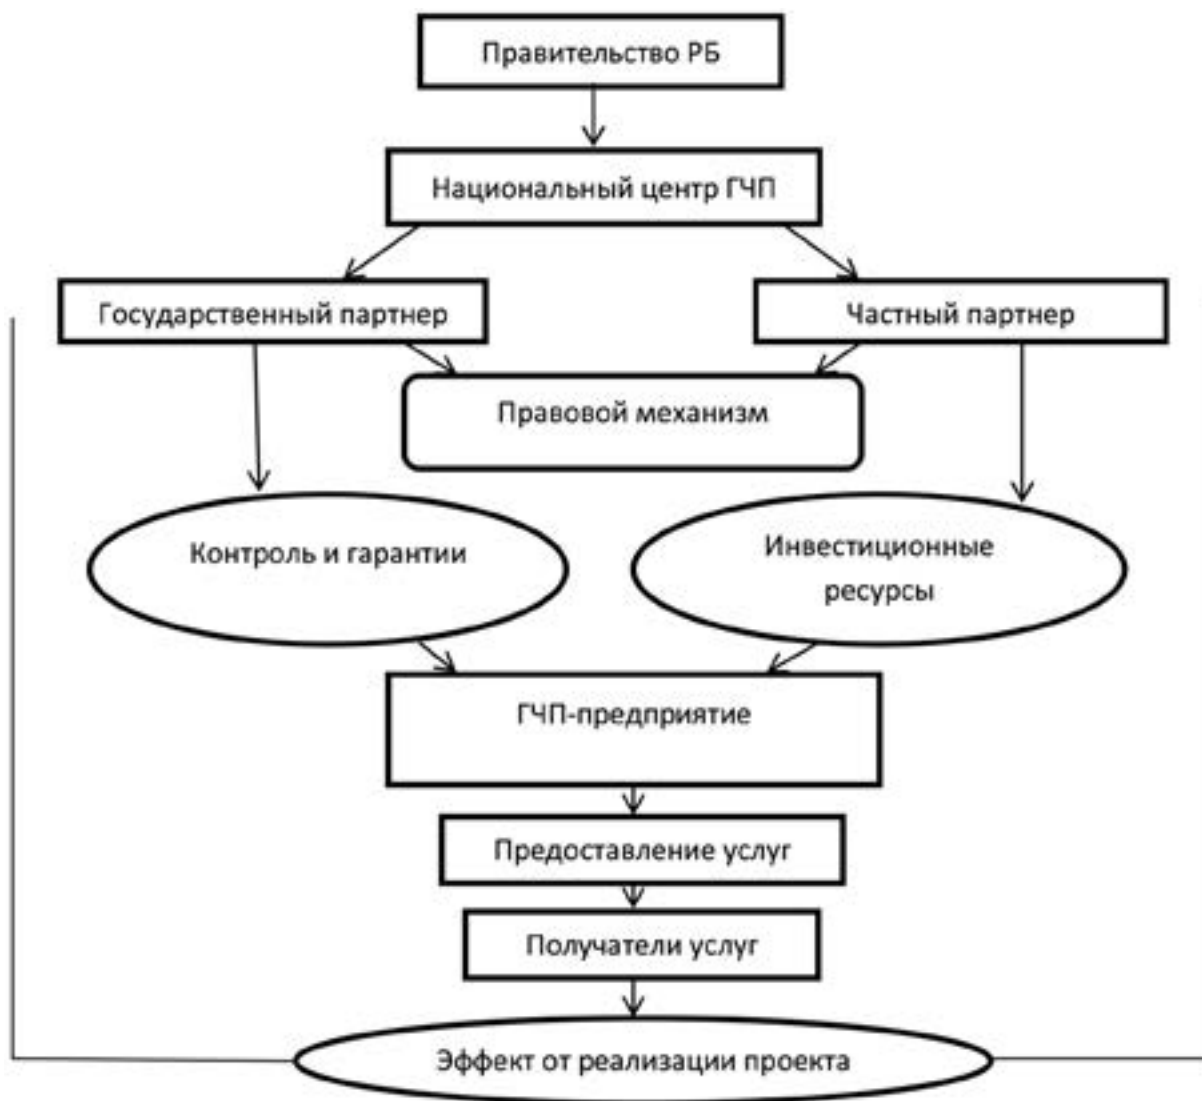 Правительство РБ
Национальный центр ГЧП
Государственный партнер
Частный партнер
Правовой механизм
Контроль и гарантии
Инвестиционные
ресурсы
ГЧП-предприятие
Предоставление услуг
Получатели услуг
Эффект от реализации проекта